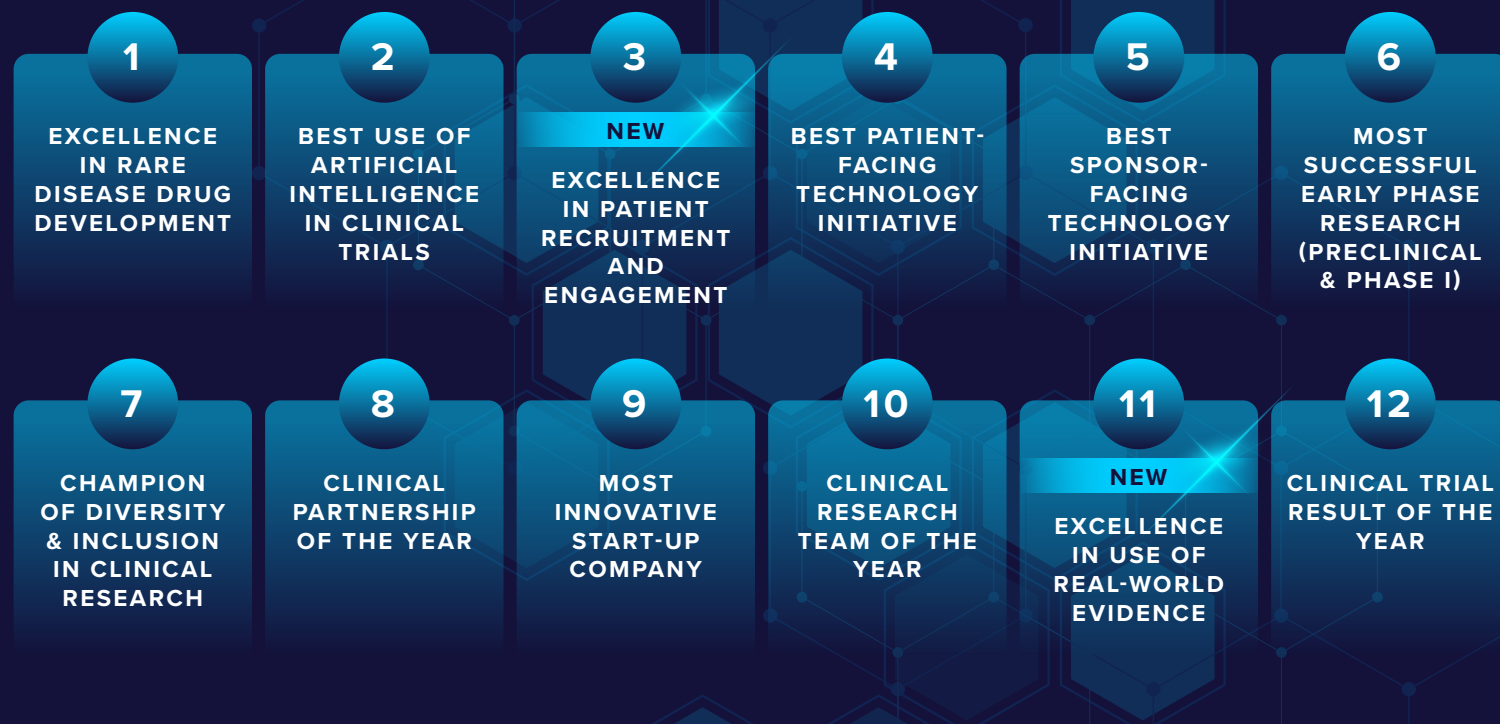 1
EXCELLENCE
IN RARE
DISEASE DRUG
DEVELOPMENT
2
BEST USE OF
ARTIFICIAL
INTELLIGENCE
IN CLINICAL
TRIALS
3
NEW
EXCELLENCE
IN PATIENT
RECRUITMENT
AND
ENGAGEMENT
4
BEST PATIENT-
FACING
TECHNOLOGY
INITIATIVE
5
BEST
SPONSOR-
FACING
TECHNOLOGY
INITIATIVE
6
MOST
SUCCESSFUL
EARLY PHASE
RESEARCH
(PRECLINICAL
& PHASE I)
7
CHAMPION
OF DIVERSITY
& INCLUSION
IN CLINICAL
RESEARCH
8
CLINICAL
PARTNERSHIP
OF THE YEAR
9
MOST
INNOVATIVE
START-UP
COMPANY
10
CLINICAL
RESEARCH
TEAM OF THE
YEAR
11
NEW
EXCELLENCE
IN USE OF
REAL-WORLD
EVIDENCE
12
CLINICAL TRIAL
RESULT OF THE
YEAR